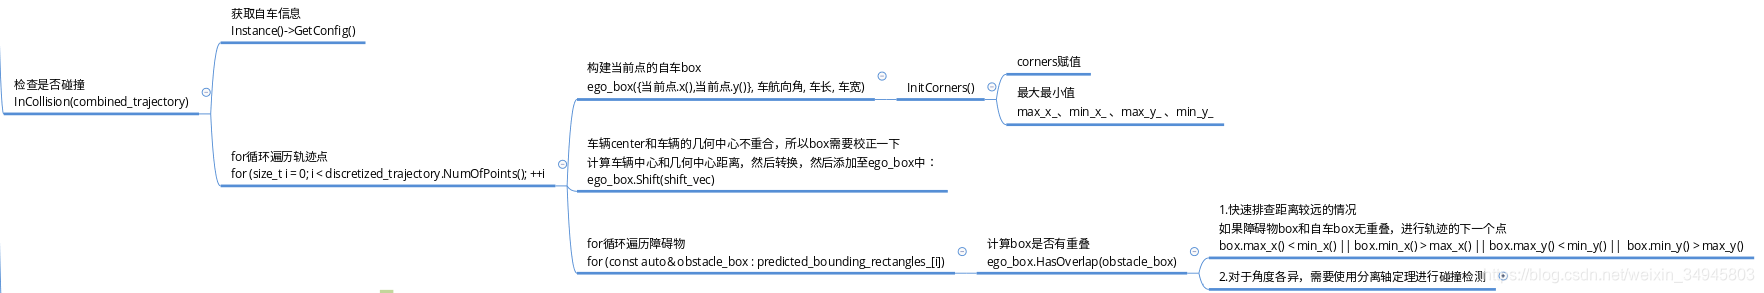 获取自车信息
Instance()->GetConfig()
检查是否碰撞
InCollision(combined_trajectory)
for循环遍历轨迹点
for (size_t i = 0; i < discretized_trajectory.NumOfPoints(); ++i
构建当前点的自车box
ego_box({当前点.x(),当前点.y()}, 车航向角, 车长, 车宽)
InitCorners()
corners赋值
最大最小值
max_x_、min_x_ 、max_y_ 、min_y_
车辆center和车辆的几何中心不重合，所以box需要校正一下
计算车辆中心和几何中心距离，然后转换，然后添加至ego_box中：
ego_box.Shift(shift_vec)
for循环遍历障碍物
for (const auto& obstacle_box : predicted_bounding_rectangles_[i])
计算box是否有重叠
ego_box.HasOverlap(obstacle_box)
1.快速排查距离较远的情况
如果障碍物box和自车box无重叠，进行轨迹的下一个点
box.max_x() < min_x() || box.min_x() > max_x() || box.max_y() < min_y() ||  box.min_y() > max_y()
2.对于角度各异，需要使用分离轴定理进行碰撞检测
https://blog.csdn.net/weixin_34945803